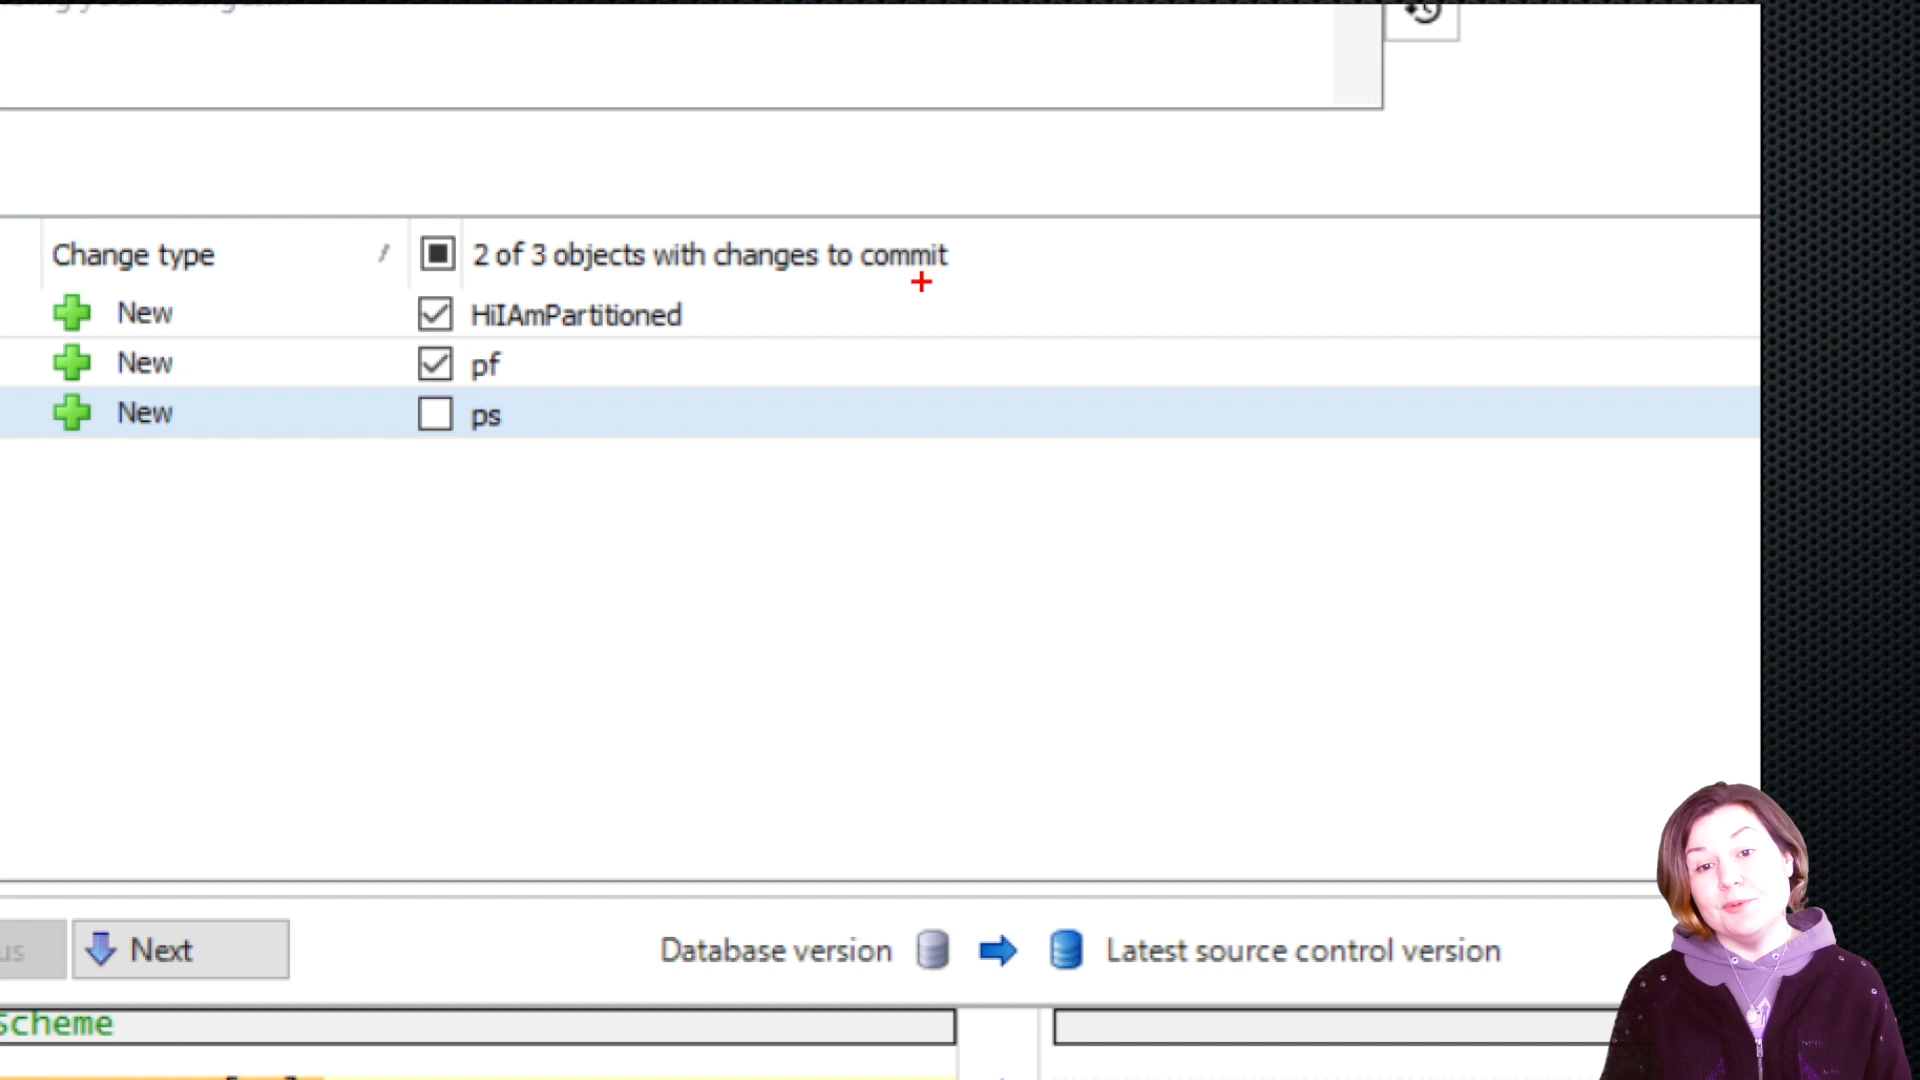 Change type 2 of 3 objects with changes to commit
New HiIAmPartitioned
New pf
New ps
Next Database version Latest source control version
Scheme